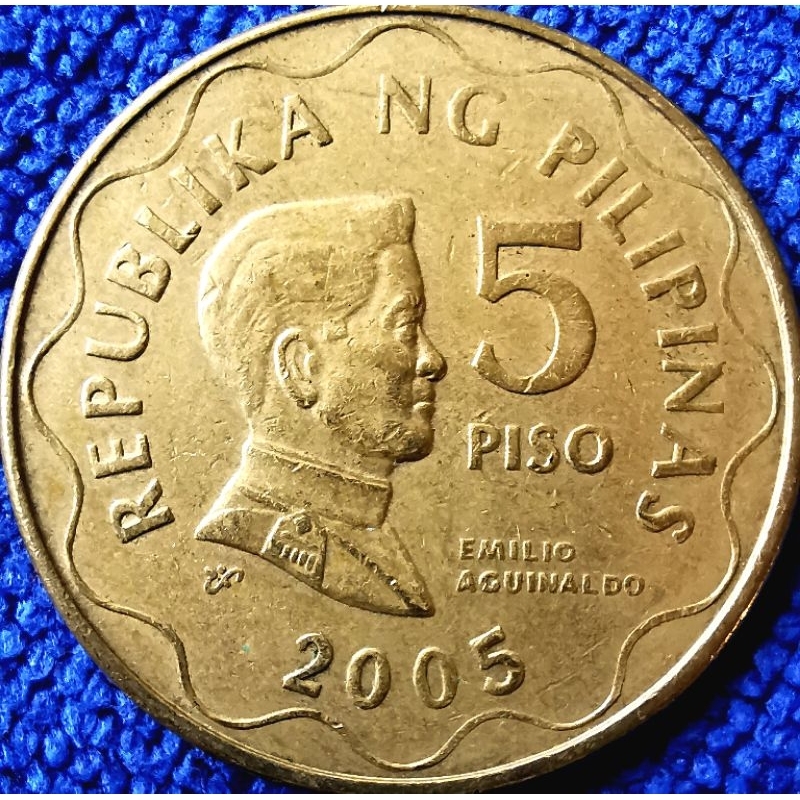 REPUBLIKA NG PILIPINAS
5
PISO
EMILIO
AGUINALDO
2005